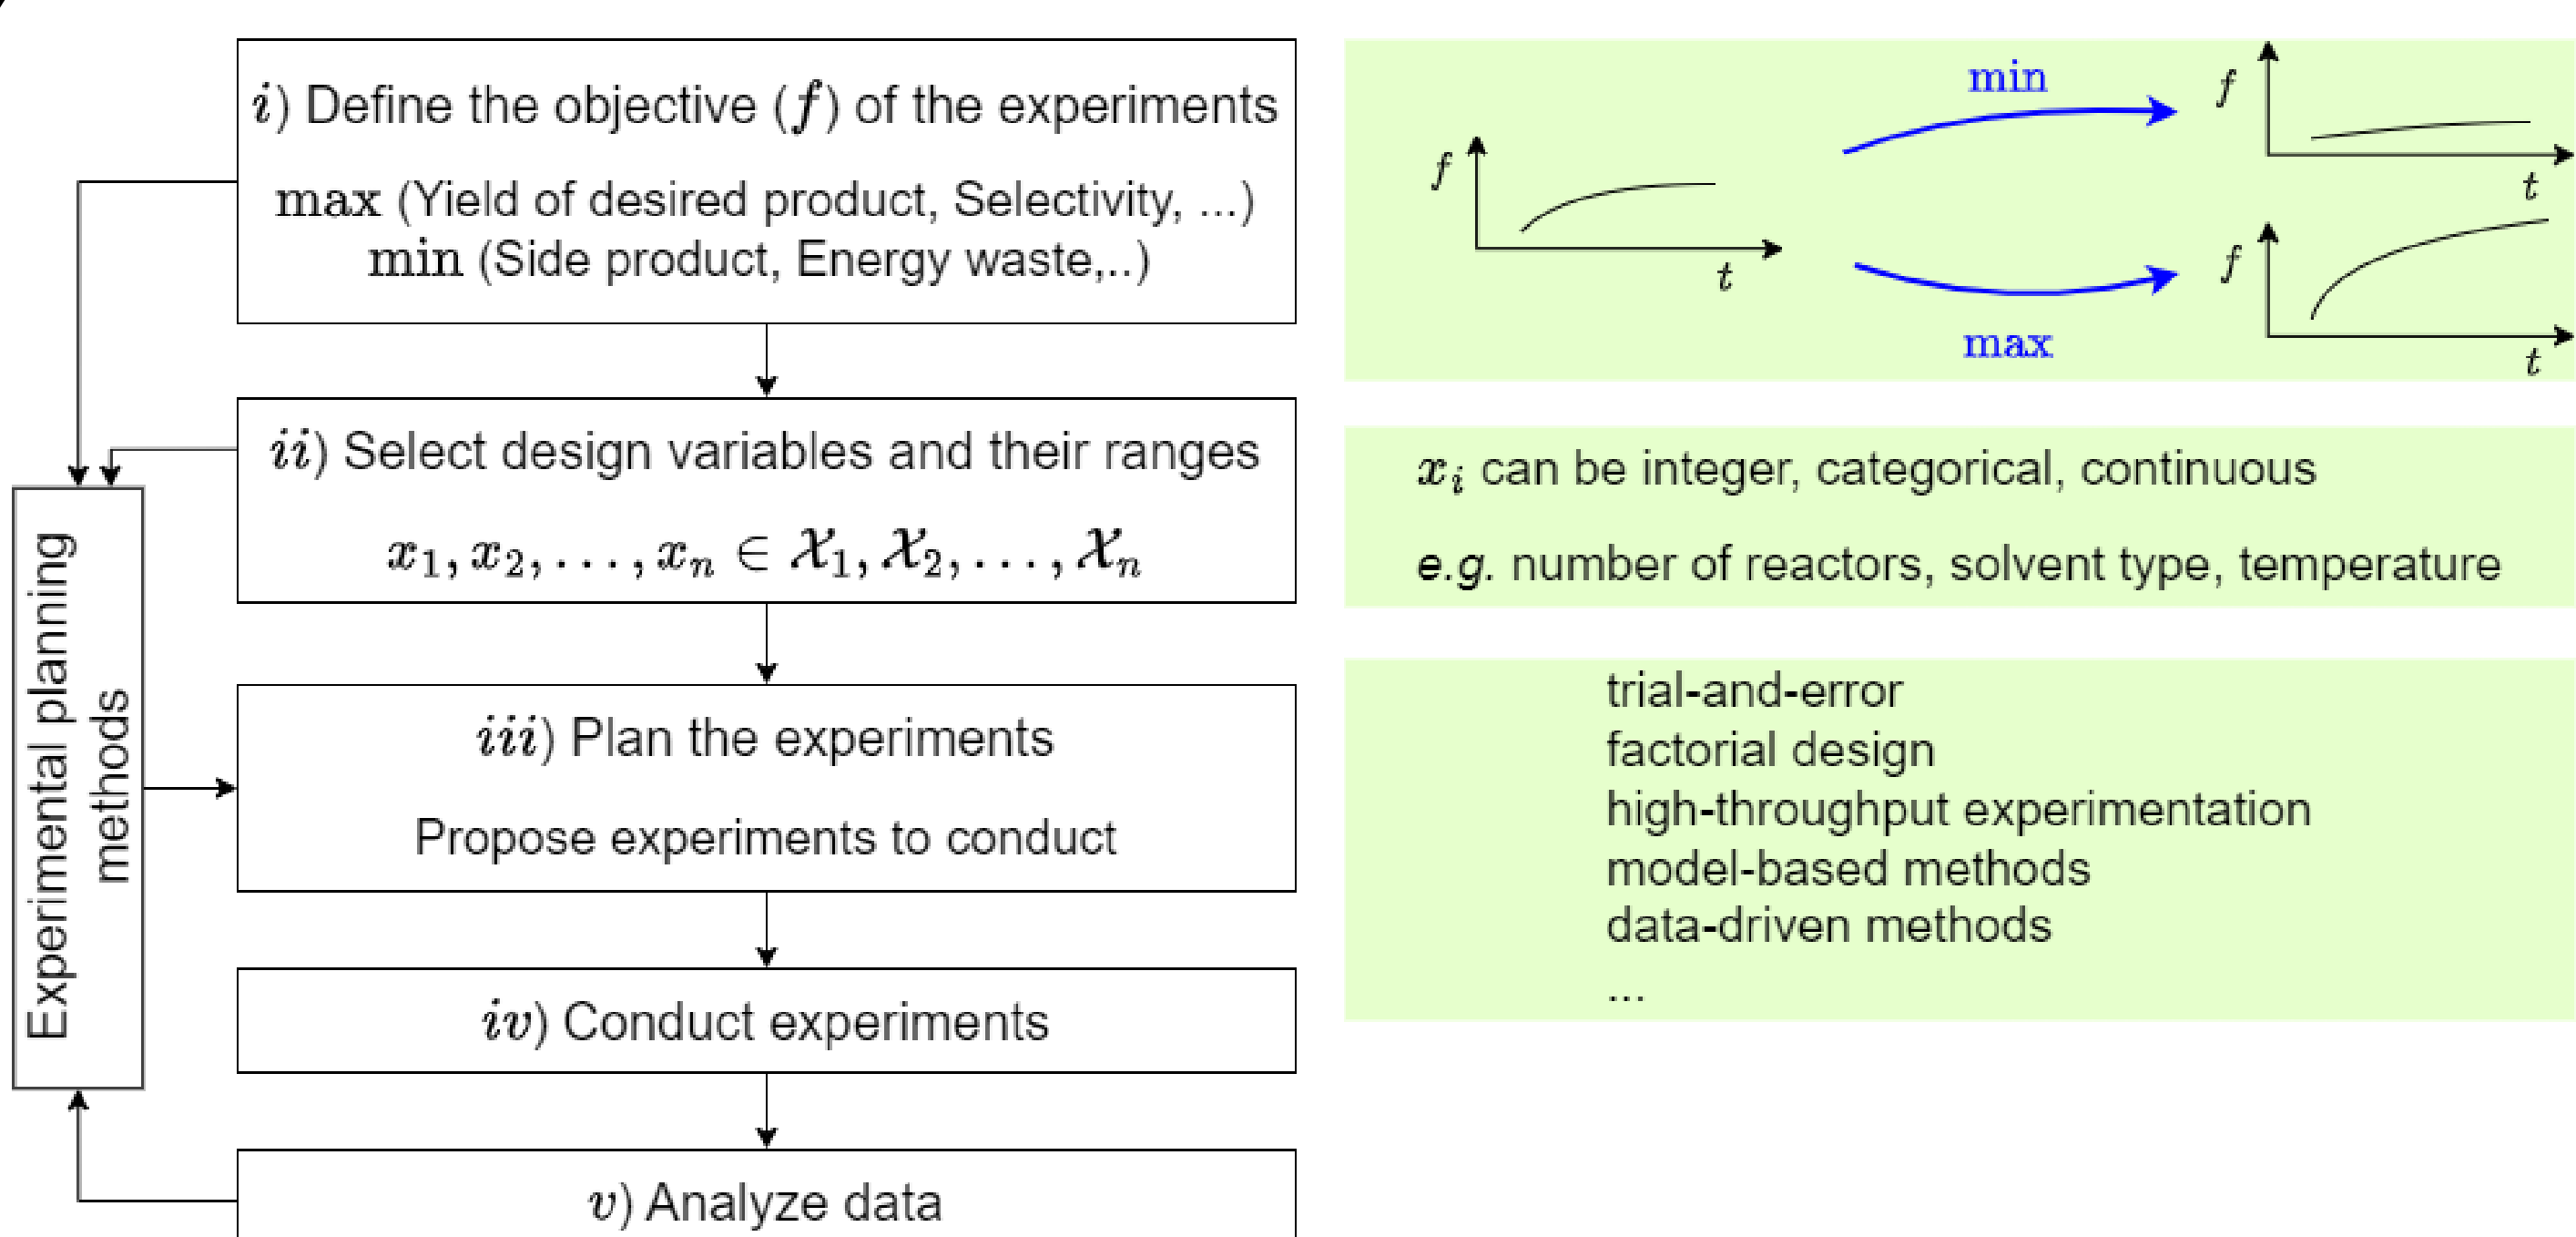 i) Define the objective (f) of the experiments
max (Yield of desired product, Selectivity, ...)
min (Side product, Energy waste,..)
f
t
min
max
f
t
f
t
ii) Select design variables and their ranges
x₁, x₂, . . . , xₙ ∈ 𝒳₁, 𝒳₂, . . . , 𝒳ₙ
xᵢ can be integer, categorical, continuous
e.g. number of reactors, solvent type, temperature
Experimental planning
methods
iii) Plan the experiments
Propose experiments to conduct
trial-and-error
factorial design
high-throughput experimentation
model-based methods
data-driven methods
...
iv) Conduct experiments
v) Analyze data